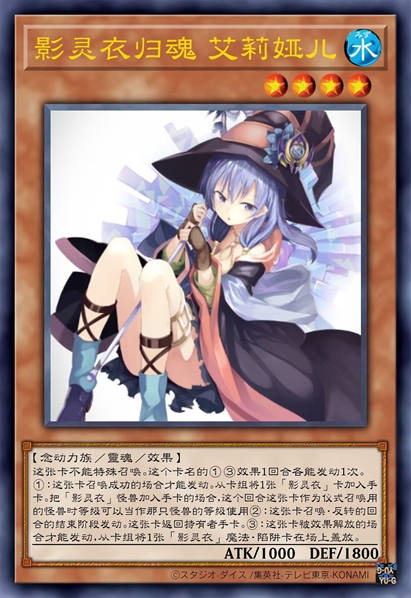 影灵衣归魂 艾莉娅儿
水
【念动力族／靈魂／效果】
这张卡不能特殊召唤。这个卡名的①③效果1回合各能发动1次。
①：这张卡召唤成功的场合才能发动。从卡组将1张「影灵衣」卡加入手
卡。把「影灵衣」怪兽加入手卡的场合，这个回合这张卡作为仪式召唤用
的怪兽时等级可以当作那只怪兽的等级使用②：这张卡召唤·反转的回
合的结束阶段发动。这张卡返回持有者手卡。③：这张卡被效果解放的场
合才能发动，从卡组将1张「影灵衣」魔法·陷阱卡在场上盖放。
ATK/1000 DEF/1800
©スタジオ·ダイス /集英社·テレビ東京·KONAMI
YU-G